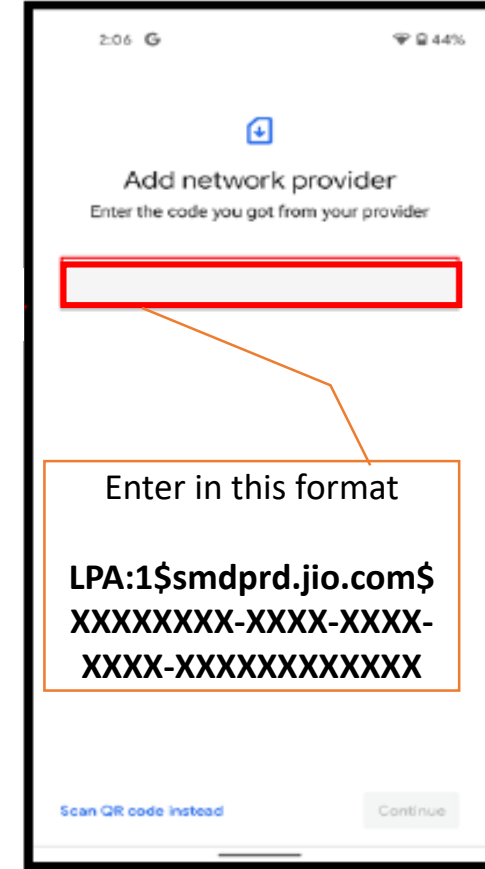 2:06 G 44%
Add network provider
Enter the code you got from your provider
Enter in this format
LPA:1$smdprd.jio.com$
XXXXXXXX-XXXX-XXXX-
XXXX-XXXXXXXXXXXX
Scan QR code instead Continue